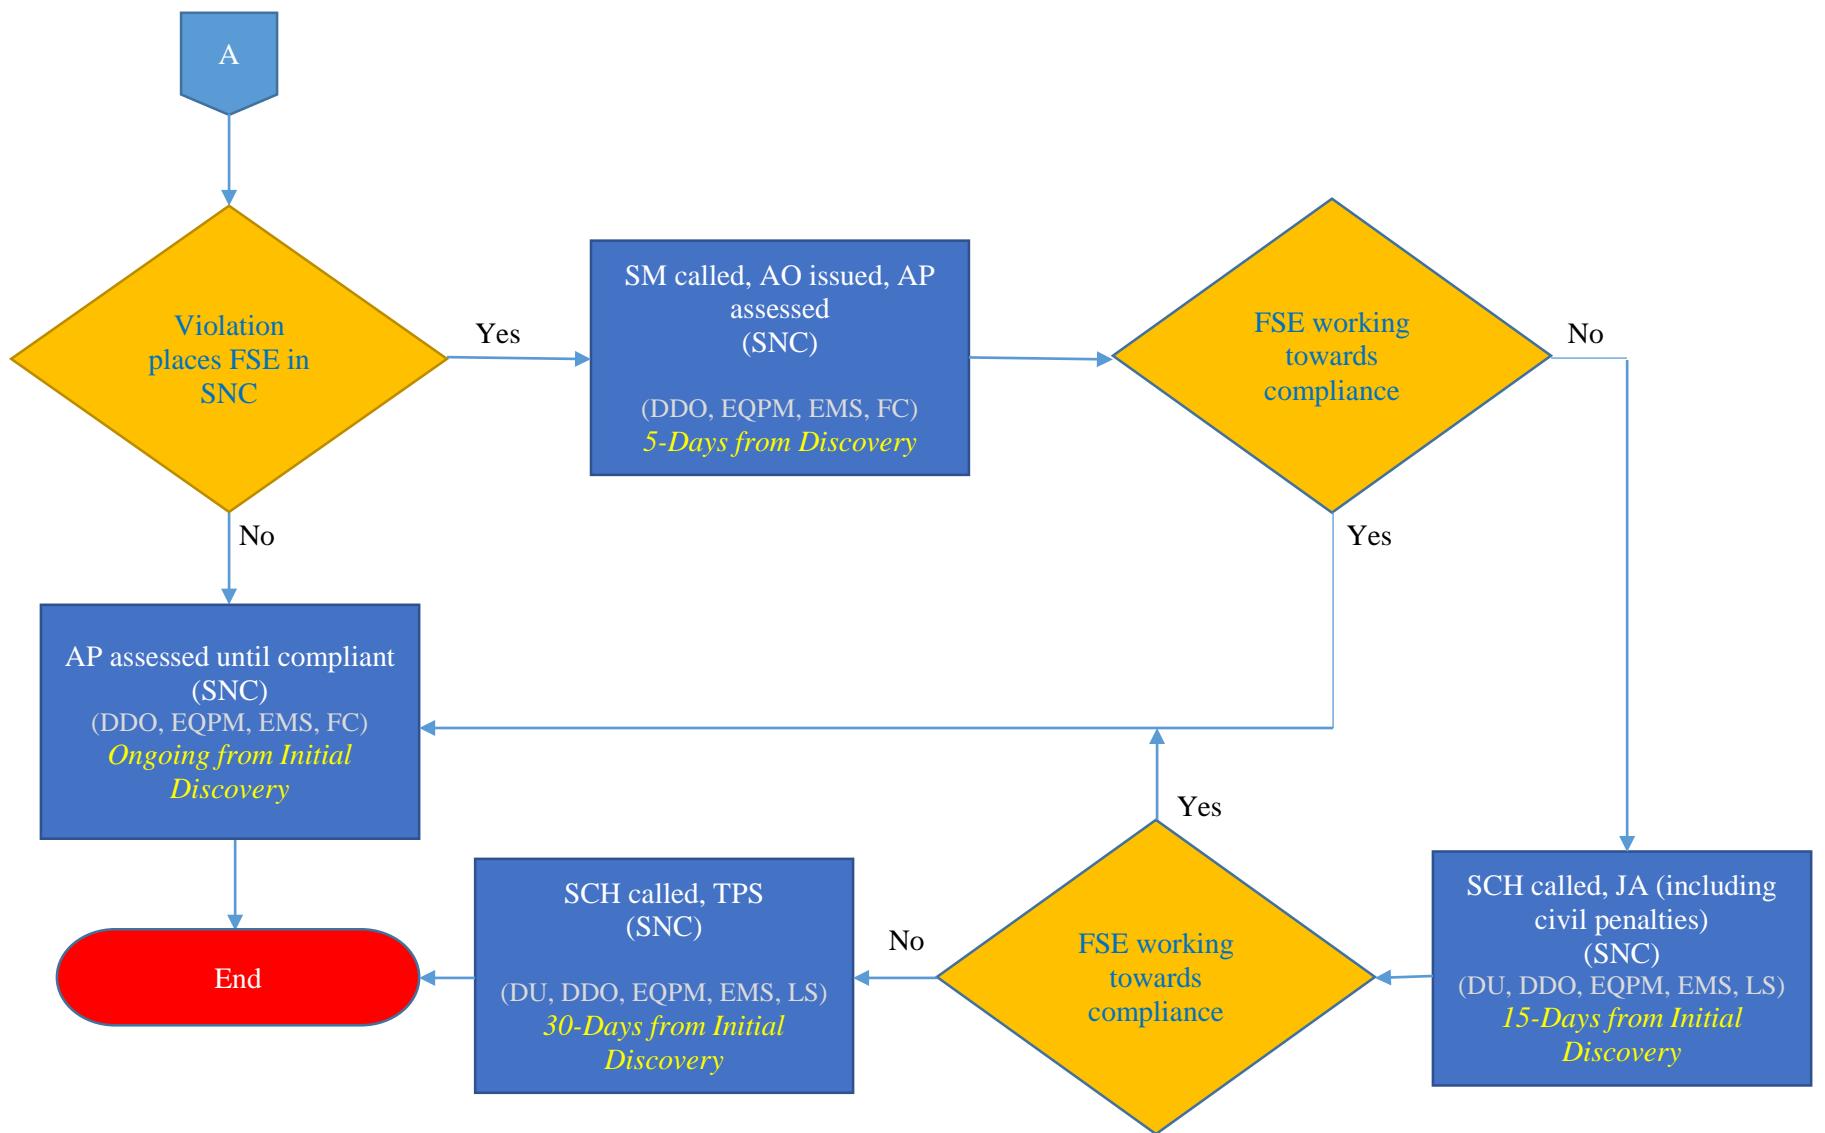 A
Violation
places FSE in
SNC
Yes
SM called, AO issued, AP
assessed
(SNC)
(DDO, EQPM, EMS, FC)
5-Days from Discovery
FSE working
towards
compliance
No
No
Yes
AP assessed until compliant
(SNC)
(DDO, EQPM, EMS, FC)
Ongoing from Initial
Discovery
Yes
SCH called, TPS
(SNC)
(DU, DDO, EQPM, EMS, LS)
30-Days from Initial
Discovery
No
FSE working
towards
compliance
SCH called, JA (including
civil penalties)
(SNC)
(DU, DDO, EQPM, EMS, LS)
15-Days from Initial
Discovery
End